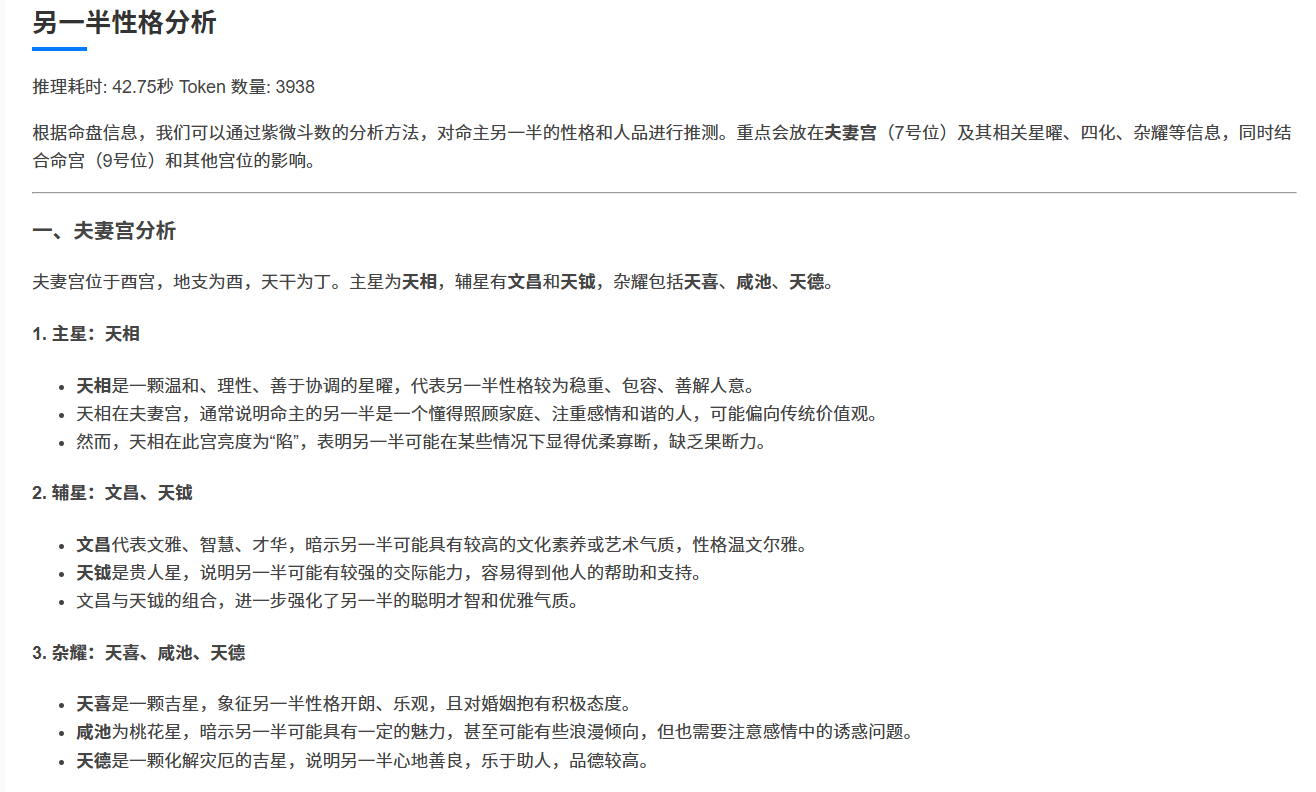 另一半性格分析
推理耗时: 42.75秒 Token 数量: 3938
根据命盘信息，我们可以通过紫微斗数的分析方法，对命主另一半的性格和人品进行推测。重点会放在夫妻宫（7号位）及其相关星曜、四化、杂耀等信息，同时结
合命宫（9号位）和其他宫位的影响。
一、夫妻宫分析
夫妻宫位于酉宫，地支为酉，天干为丁。主星为天相，辅星有文昌和天钺，杂耀包括天喜、咸池、天德。
1. 主星：天相
• 天相是一颗温和、理性、善于协调的星曜，代表另一半性格较为稳重、包容、善解人意。
• 天相在夫妻宫，通常说明命主的另一半是一个懂得照顾家庭、注重感情和谐的人，可能偏向传统价值观。
• 然而，天相在此宫亮度为“陷”，表明另一半可能在某些情况下显得优柔寡断，缺乏果断力。
2. 辅星：文昌、天钺
• 文昌代表文雅、智慧、才华，暗示另一半可能具有较高的文化素养或艺术气质，性格温文尔雅。
• 天钺是贵人星，说明另一半可能有较强的交际能力，容易得到他人的帮助和支持。
• 文昌与天钺的组合，进一步强化了另一半的聪明才智和优雅气质。
3. 杂耀：天喜、咸池、天德
• 天喜是一颗吉星，象征另一半性格开朗、乐观，且对婚姻抱有积极态度。
• 咸池为桃花星，暗示另一半可能具有一定的魅力，甚至可能有些浪漫倾向，但也需要注意感情中的诱惑问题。
• 天德是一颗化解灾厄的吉星，说明另一半心地善良，乐于助人，品德较高。